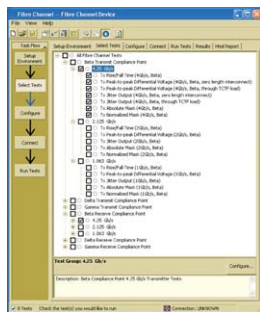 Fibre Channel - Fibre Channel Device
File View Help
Task Flow
Setup Environment Select Tests Configure Connect Run Tests Results Html Report
Setup
Environment
Select Tests
Configure
Connect
Run Tests
All Fibre Channel Tests
Beta Transmit Compliance Point
4.25 Gb/s
Tx Rise/Fall Time (4Gb/s, Beta)
Tx Peak-to-peak Differential Voltage (4Gb/s, Beta, zero length interconnect)
Tx Peak-to-peak Differential Voltage (4Gb/s, Beta, through TCTF load)
Tx Jitter Output (4Gb/s, Beta, zero length interconnect)
Tx Jitter Output (4Gb/s, Beta, through TCTF load)
Tx Absolute Mask (4Gb/s, Beta)
Tx Normalized Mask (4Gb/s, Beta)
2.125 Gb/s
Tx Rise/Fall Time (2Gb/s, Beta)
Tx Peak-to-peak Differential Voltage (2Gb/s, Beta)
Tx Jitter Output (2Gb/s, Beta)
Tx Absolute Mask (2Gb/s, Beta)
Tx Normalized Mask (2Gb/s, Beta)
1.063 Gb/s
Tx Rise/Fall Time (1Gb/s, Beta)
Tx Peak-to-peak Differential Voltage (1Gb/s, Beta)
Tx Jitter Output (1Gb/s, Beta)
Tx Absolute Mask (1Gb/s, Beta)
Tx Normalized Mask (1Gb/s, Beta)
Delta Transmit Compliance Point
Gamma Transmit Compliance Point
Beta Receive Compliance Point
4.25 Gb/s
2.125 Gb/s
1.063 Gb/s
Delta Receive Compliance Point
Gamma Receive Compliance Point
Test Group: 4.25 Gb/s
Configure...
Description: Beta Compliance Point 4.25 Gb/s Transmitter Tests
8 Tests Check the test(s) you would like to run Connection: UNKNOWN